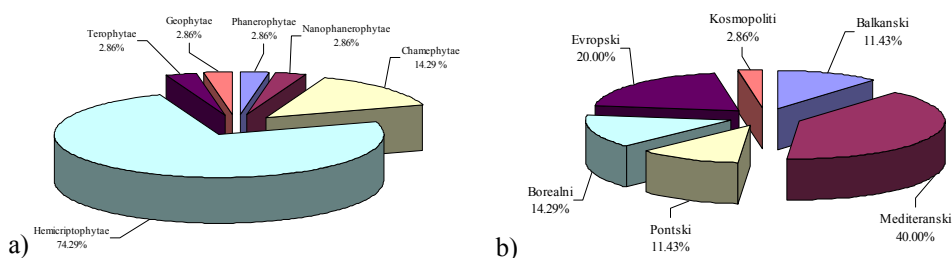 Terophytae
2.86%
Geophytae
2.86%
Phanerophytae
2.86%
Nanophanerophytae
2.86%
Chamephytae
14.29 %
Hemicriptophytae
74.29%
a)
Kosmopoliti
2.86%
Balkanski
11.43%
Evropski
20.00%
Borealni
14.29%
Pontski
11.43%
Mediteranski
40.00%
b)